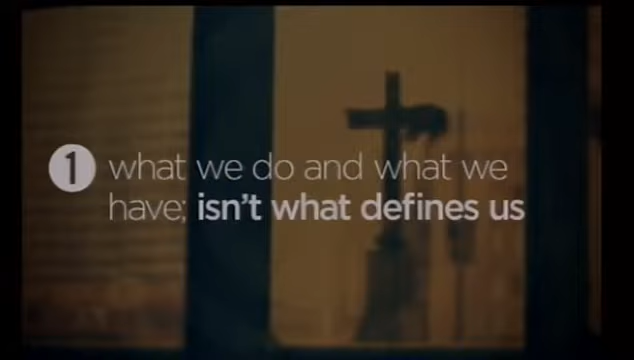 1 what we do and what we
have; isn't what defines us